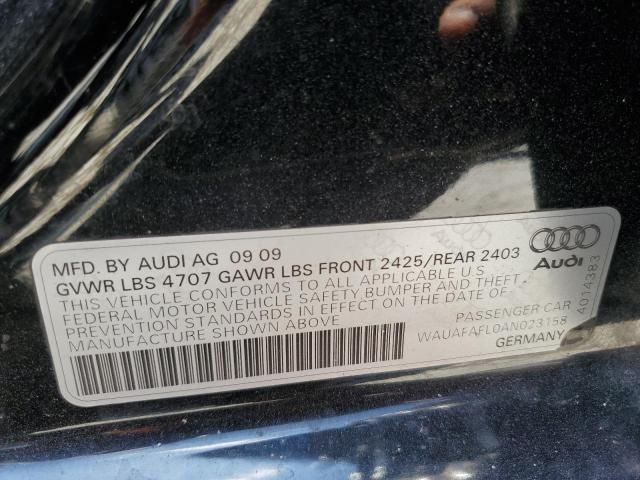 MFD. BY AUDI AG 09 09
GVWR LBS 4707 GAWR LBS FRONT 2425/REAR 2403
THIS VEHICLE CONFORMS TO ALL APPLICABLE U.S
FEDERAL MOTOR VEHICLE SAFETY, BUMPER AND THEFT
PREVENTION STANDARDS IN EFFECT ON THE DATE OF
MANUFACTURE SHOWN ABOVE
PASSENGER CAR
WAUAFAFL0AN023158
GERMANY
Audi
4014383